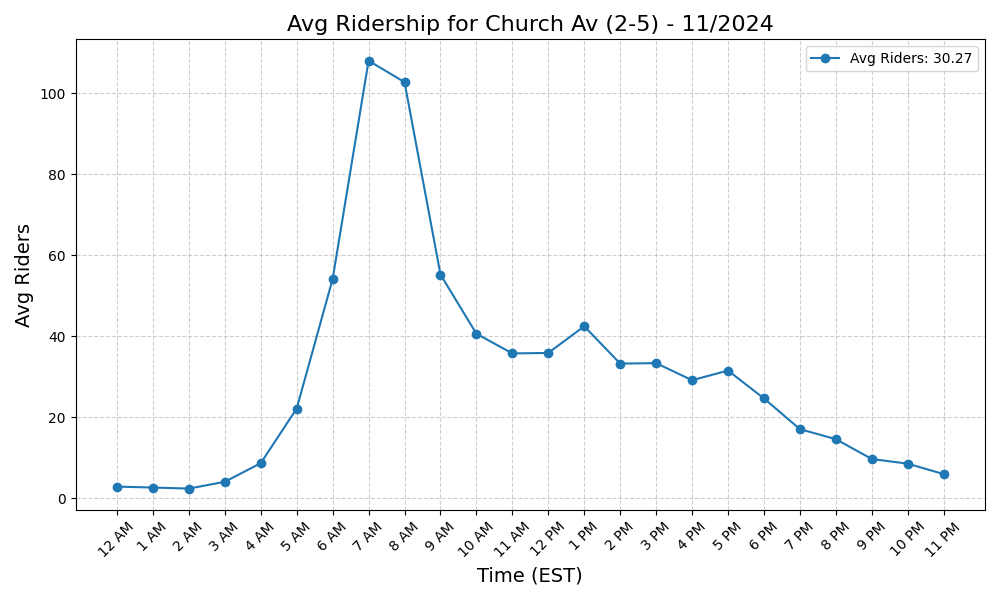 Avg Ridership for Church Av (2-5) - 11/2024
Avg Riders: 30.27
Avg Riders
100
80
60
40
20
0
12 AM
1 AM
2 AM
3 AM
4 AM
5 AM
6 AM
7 AM
8 AM
9 AM
10 AM
11 AM
12 PM
1 PM
2 PM
3 PM
4 PM
5 PM
6 PM
7 PM
8 PM
9 PM
10 PM
11 PM
Time (EST)